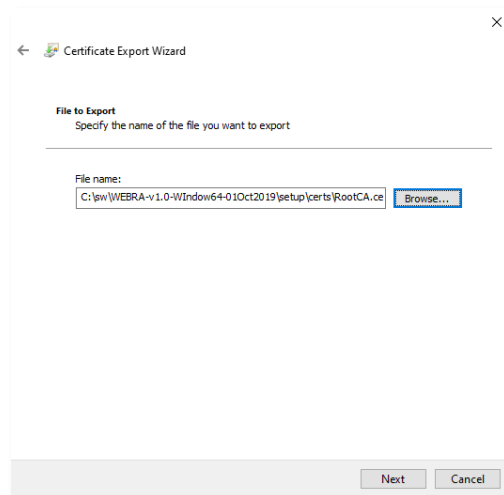 Certificate Export Wizard
File to Export
Specify the name of the file you want to export
File name:
C:\sw\WEBRA-v1.0-WIndow64-01Oct2019\setup\certs\RootCA.ce
Browse...
Next Cancel